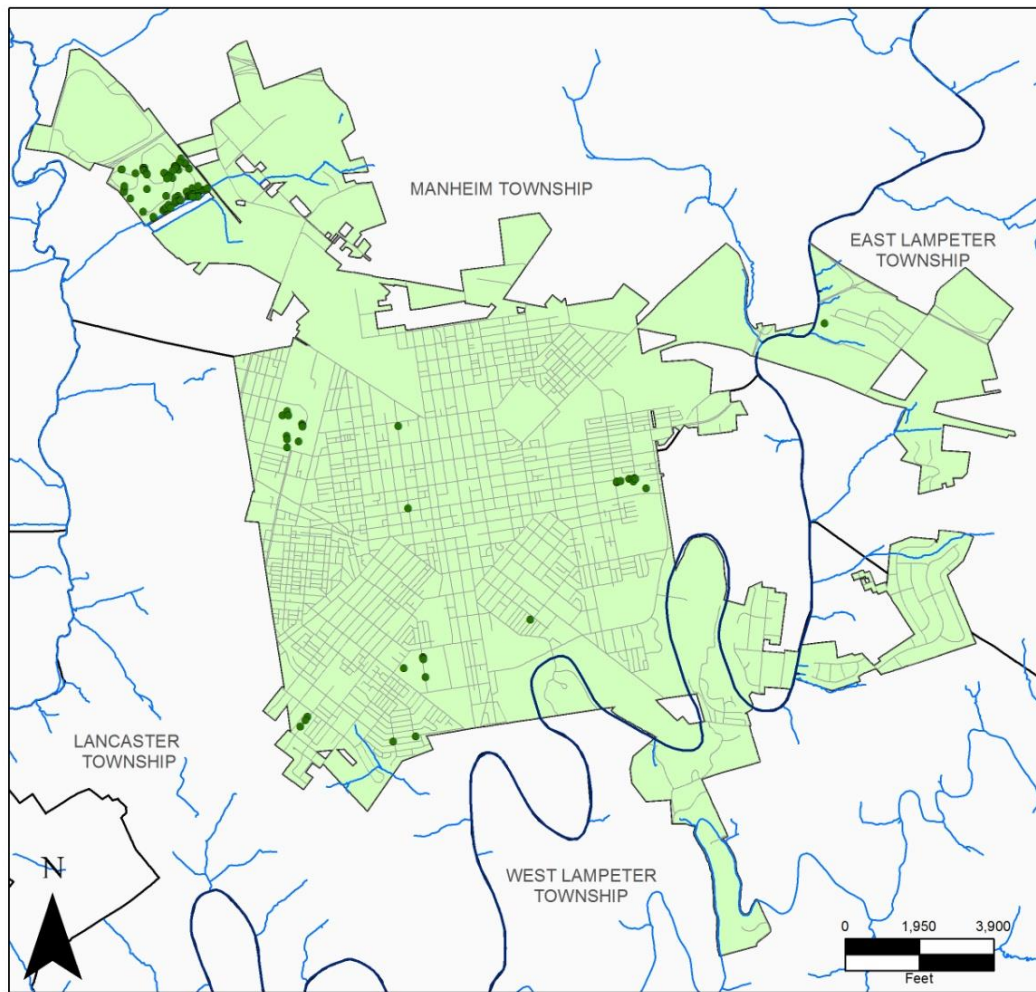 MANHEIM TOWNSHIP
EAST LAMPETER
TOWNSHIP
LANCASTER
TOWNSHIP
WEST LAMPETER
TOWNSHIP
N
0 1,950 3,900
Feet